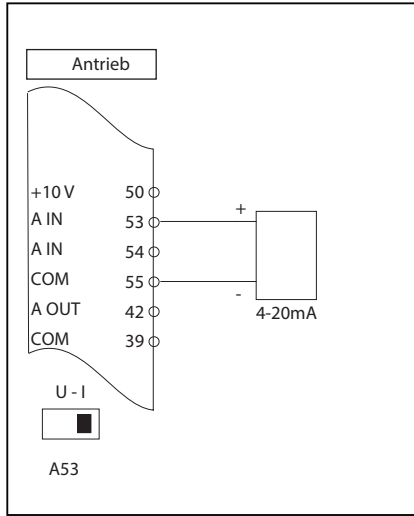 Antrieb
+10 V 50
A IN 53 +
A IN 54
COM 55 -
A OUT 42 4-20mA
COM 39
U - I
A53